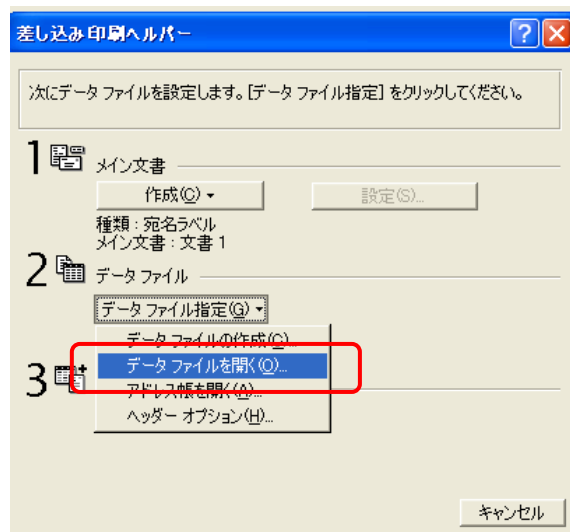 差し込み印刷ヘルパー
次にデータ ファイルを設定します。[データ ファイル指定] をクリックしてください。
1 メイン文書
作成(C) 設定(S)...
種類 : 宛名ラベル
メイン文書 : 文書 1
2 データ ファイル
データ ファイル指定(G)
データ ファイルの作成(C)...
データ ファイルを開く(O)...
3 アドレス帳を開く(A)...
ヘッダー オプション(H)...
キャンセル